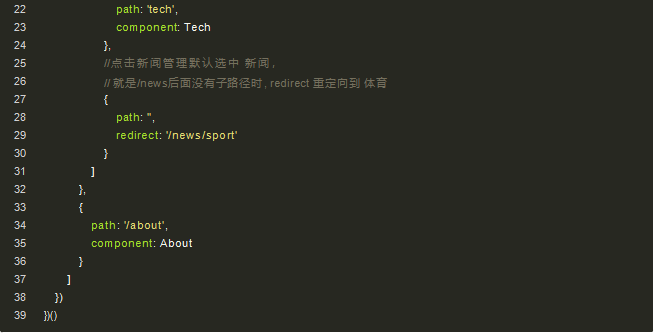 22 path: 'tech',
23 component: Tech
24 },
25 //点击新闻管理默认选中 新闻 ,
26 // 就是/news后面没有子路径时, redirect 重定向到 体育
27 {
28 path: '',
29 redirect: '/news/sport'
30 }
31 ]
32 },
33 {
34 path: '/about',
35 component: About
36 }
37 ]
38 })
39 })()